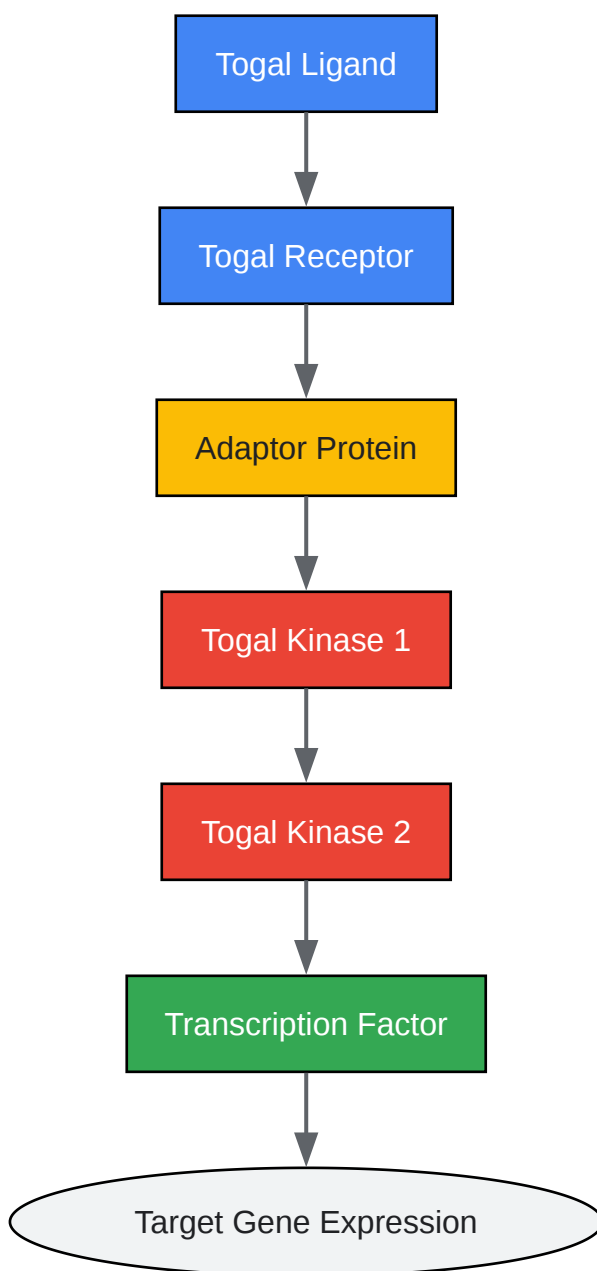 Togal Ligand
Togal Receptor
Adaptor Protein
Togal Kinase 1
Togal Kinase 2
Transcription Factor
Target Gene Expression